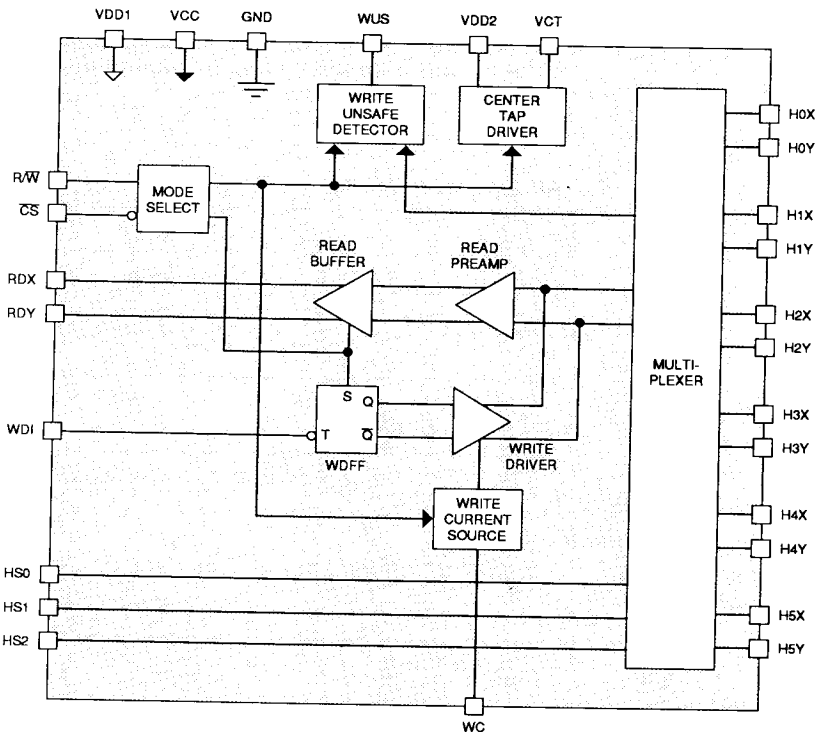 VDD1 VCC GND WUS VDD2 VCT
WRITE
UNSAFE
DETECTOR
CENTER
TAP
DRIVER
H0X
H0Y
R/W̅
C̅S̅
MODE
SELECT
H1X
H1Y
READ
BUFFER
READ
PREAMP
RDX
RDY
H2X
H2Y
MULTI-
PLEXER
S
Q
T
Q̅
WDFF
WDI
WRITE
DRIVER
H3X
H3Y
WRITE
CURRENT
SOURCE
H4X
H4Y
HS0
HS1
HS2
H5X
H5Y
WC